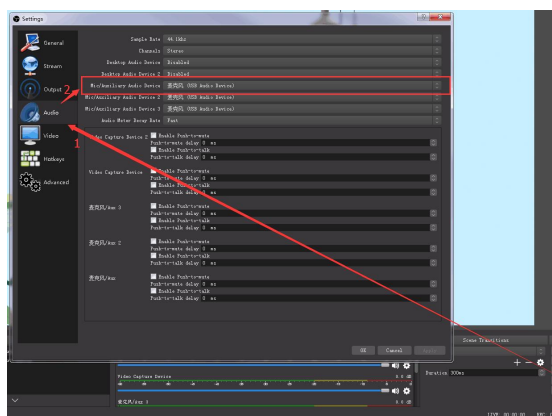 Settings
General
Stream
Output
Audio
Video
Hotkeys
Advanced
2
1
Sample Rate 44.1khz
Channels Stereo
Desktop Audio Device Disabled
Desktop Audio Device 2 Disabled
Mic/Auxiliary Audio Device 麦克风 (USB Audio Device)
Mic/Auxiliary Audio Device 2 麦克风 (USB Audio Device)
Mic/Auxiliary Audio Device 3 麦克风 (USB Audio Device)
Audio Meter Decay Rate Fast
Video Capture Device 2 Enable Push-to-mute
Push-to-mute delay 0 ms
Enable Push-to-talk
Push-to-talk delay 0 ms
Video Capture Device Enable Push-to-mute
Push-to-mute delay 0 ms
Enable Push-to-talk
Push-to-talk delay 0 ms
麦克风/Aux 3 Enable Push-to-mute
Push-to-mute delay 0 ms
Enable Push-to-talk
Push-to-talk delay 0 ms
麦克风/Aux 2 Enable Push-to-mute
Push-to-mute delay 0 ms
Enable Push-to-talk
Push-to-talk delay 0 ms
麦克风/Aux Enable Push-to-mute
Push-to-mute delay 0 ms
Enable Push-to-talk
Push-to-talk delay 0 ms
OK Cancel Apply
Scene Transitions
Duration 300ms
Video Capture Device 0.0 dB
麦克风/Aux 3 0.0 dB
LIVE: 00:00:00